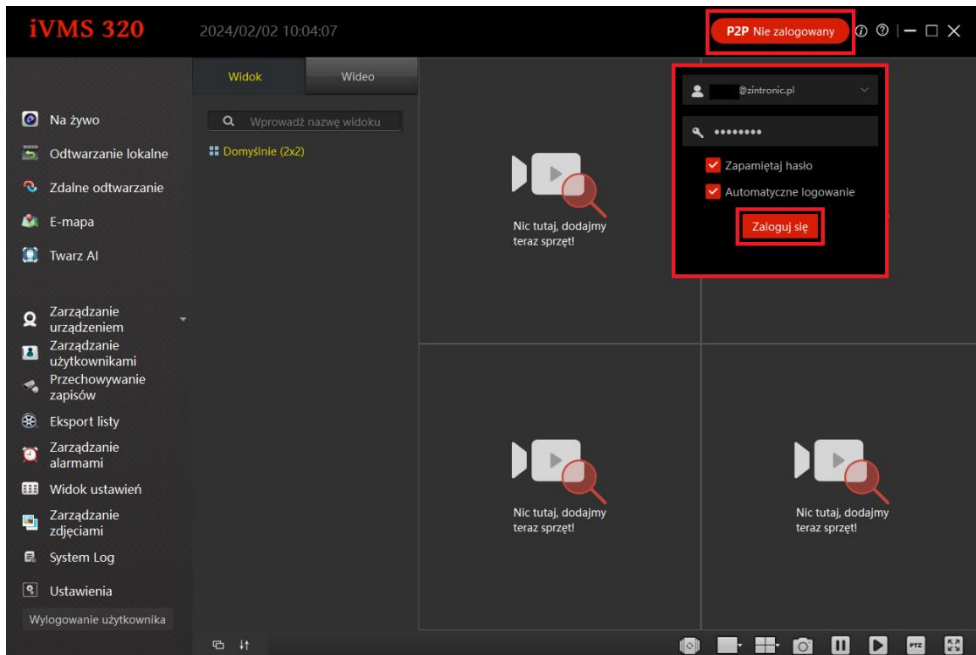 iVMS 320
2024/02/02 10:04:07
P2P Nie zalogowany
Widok
Wideo
Wprowadź nazwę widoku
Domyślnie (2x2)
Na żywo
Odtwarzanie lokalne
Zdalne odtwarzanie
E-mapa
Twarz AI
Zarządzanie
urządzeniem
Zarządzanie
użytkownikami
Przechowywanie
zapisów
Eksport listy
Zarządzanie
alarmami
Widok ustawień
Zarządzanie
zdjęciami
System Log
Ustawienia
Wylogowanie użytkownika
@zintronic.pl
Zapamiętaj hasło
Automatyczne logowanie
Zaloguj się
Nic tutaj, dodajmy
teraz sprzęt!
Nic tutaj, dodajmy
teraz sprzęt!
Nic tutaj, dodajmy
teraz sprzęt!
PTZ